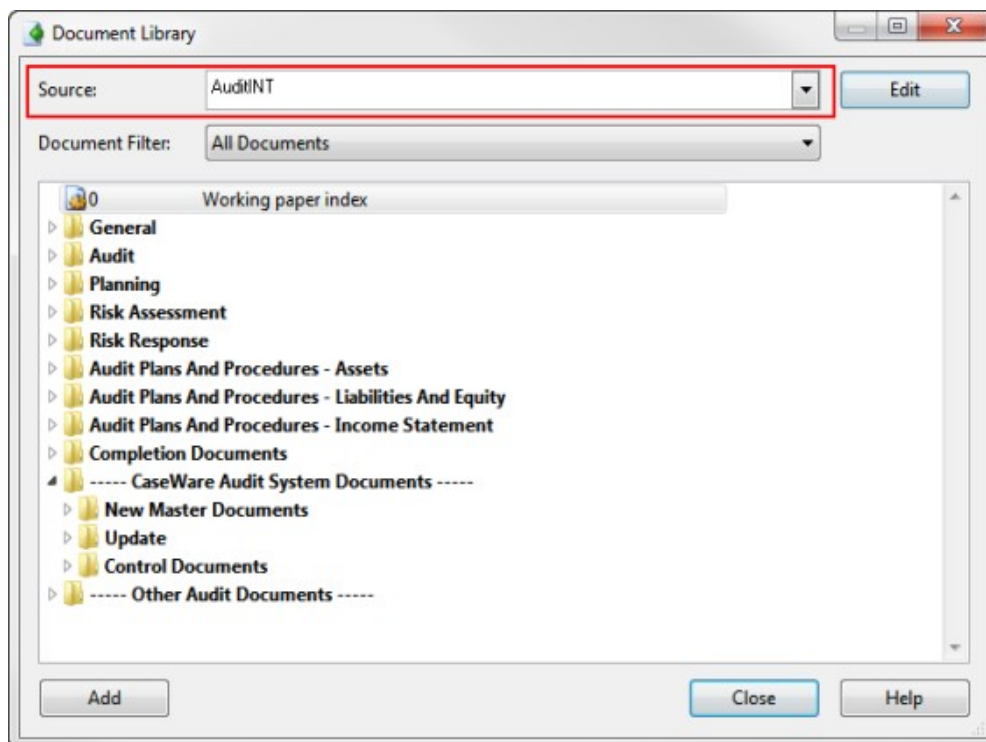 Document Library
Source: AuditINT Edit
Document Filter: All Documents
0 Working paper index
General
Audit
Planning
Risk Assessment
Risk Response
Audit Plans And Procedures - Assets
Audit Plans And Procedures - Liabilities And Equity
Audit Plans And Procedures - Income Statement
Completion Documents
----- CaseWare Audit System Documents -----
New Master Documents
Update
Control Documents
----- Other Audit Documents -----
Add Close Help